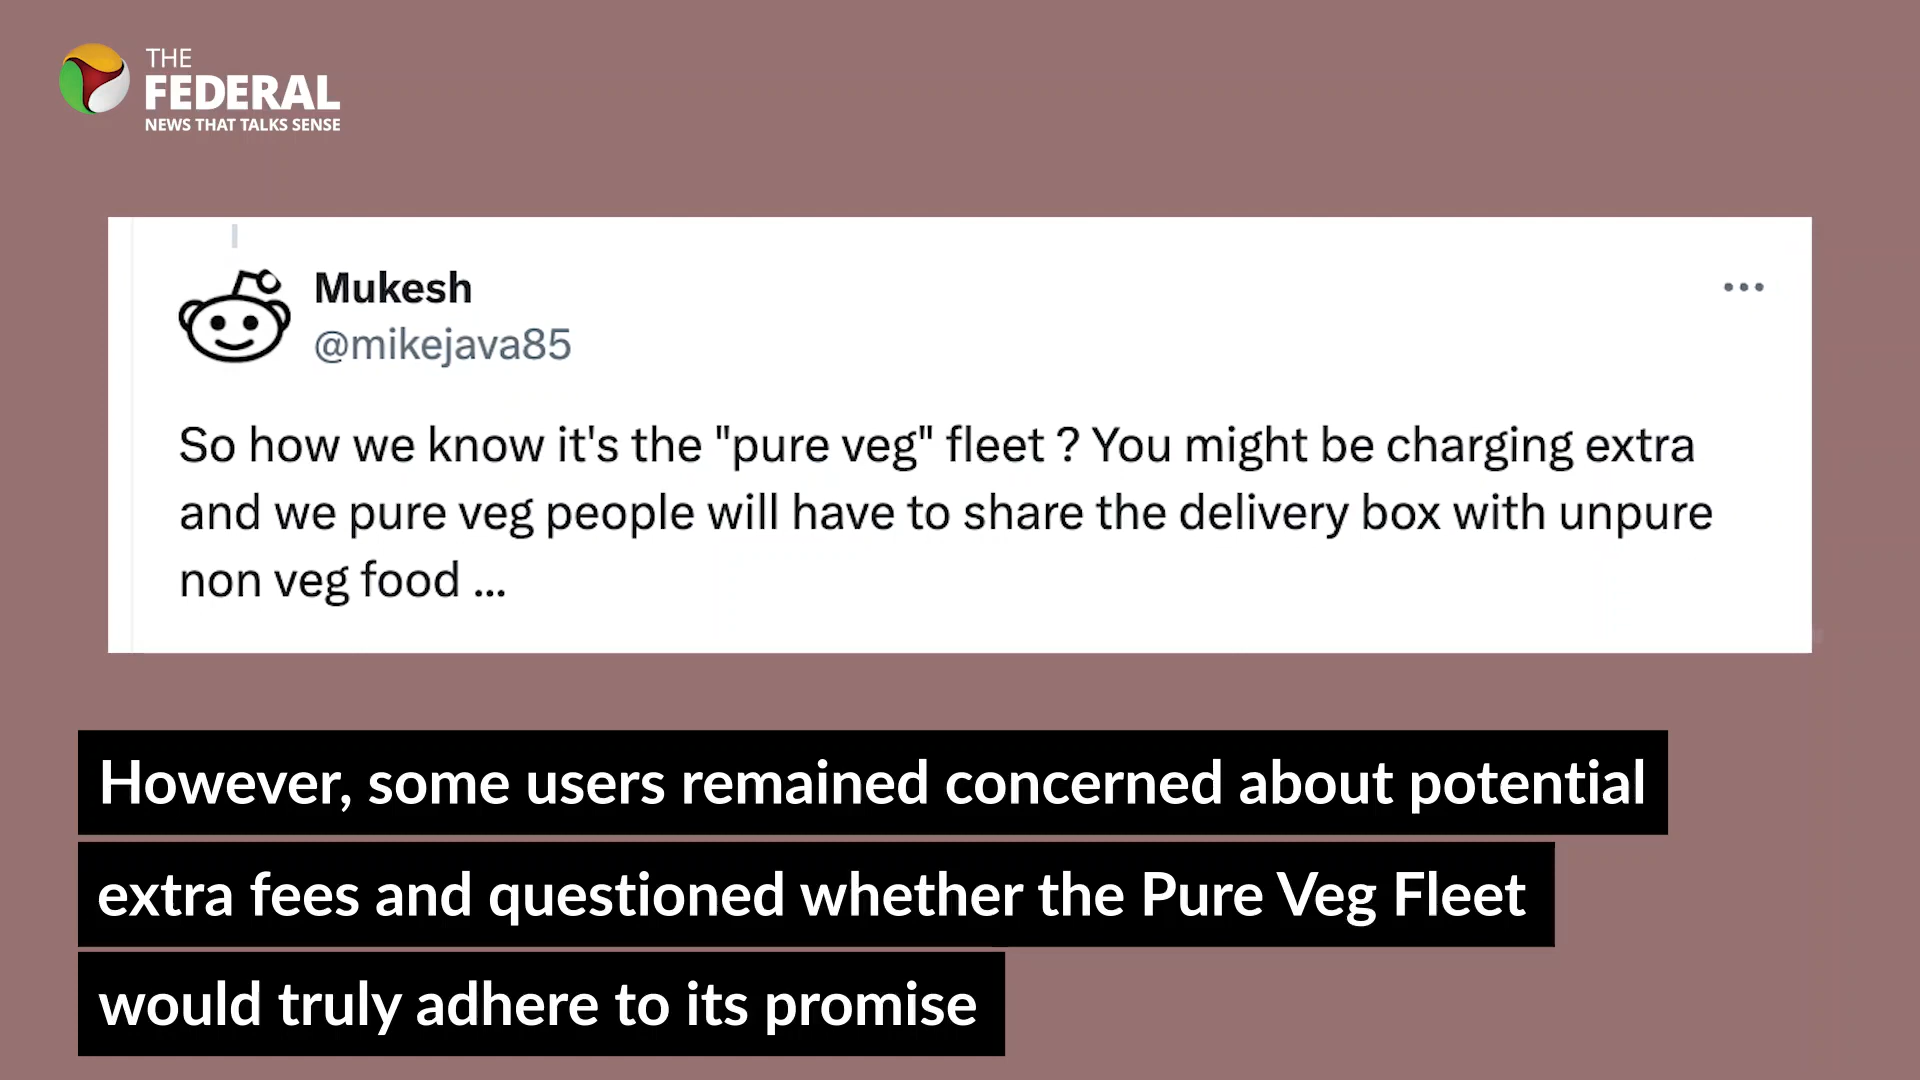 THE
FEDERAL
NEWS THAT TALKS SENSE
Mukesh
@mikejava85
So how we know it's the "pure veg" fleet ? You might be charging extra
and we pure veg people will have to share the delivery box with unpure
non veg food ...
However, some users remained concerned about potential
extra fees and questioned whether the Pure Veg Fleet
would truly adhere to its promise